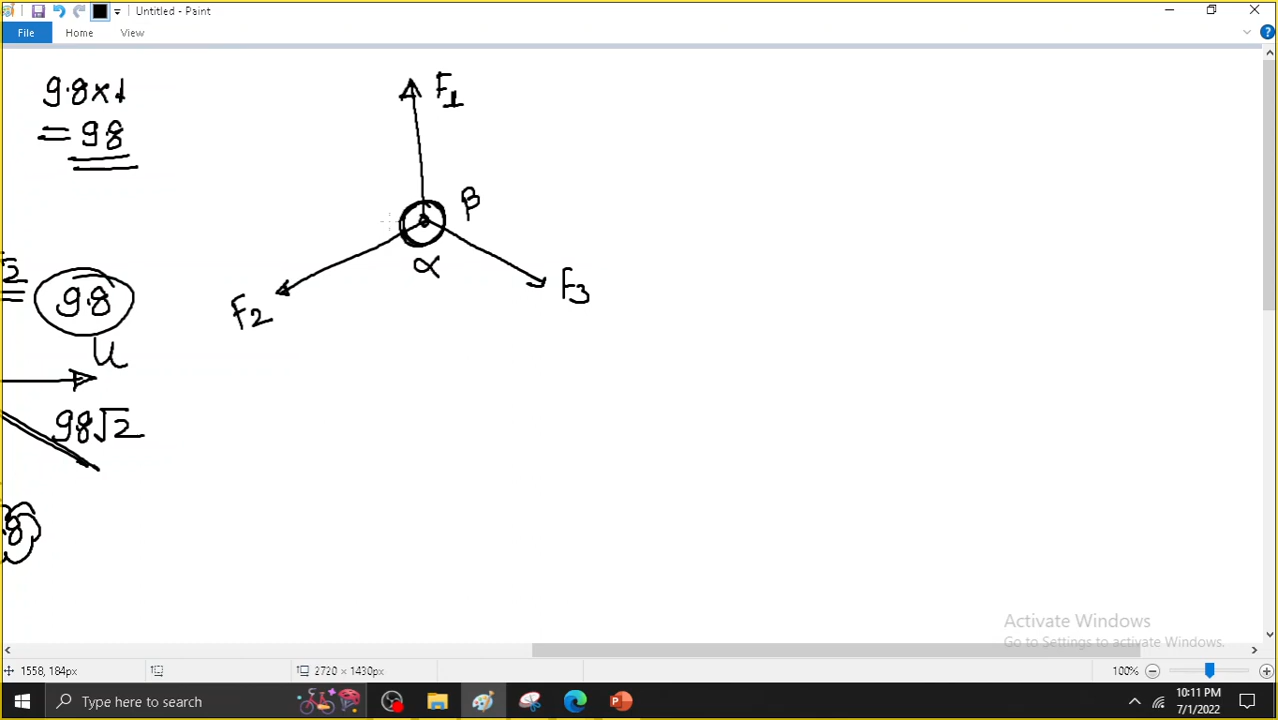 Untitled - Paint
File Home View
9.8×1
= 98
F1
β
α
F2
F3
98
u
98√2
Activate Windows
Go to Settings to activate Windows.
1558, 184px
2720 × 1430px
100%
Type here to search
10:11 PM
7/1/2022